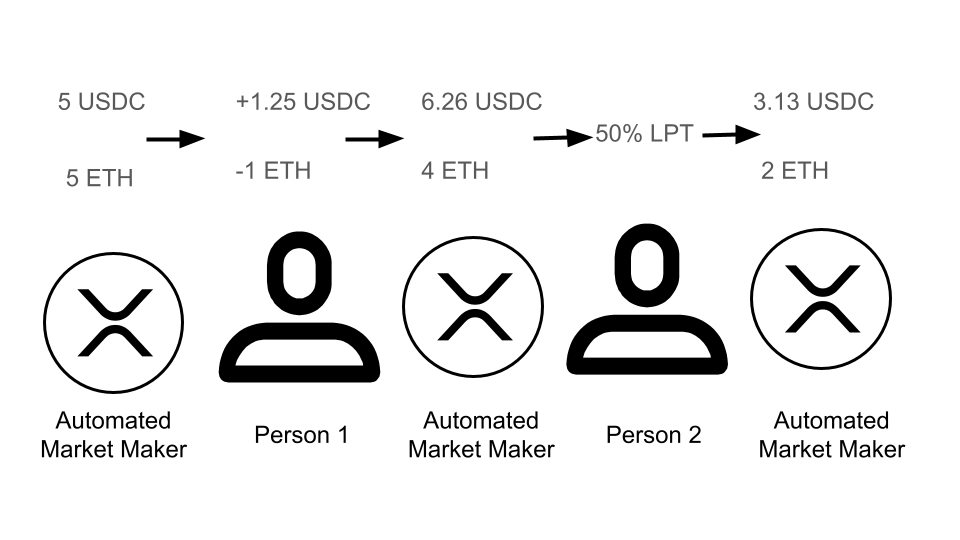 5 USDC
+1.25 USDC
6.26 USDC
3.13 USDC
50% LPT
5 ETH
-1 ETH
4 ETH
2 ETH
Automated
Market Maker
Person 1
Automated
Market Maker
Person 2
Automated
Market Maker